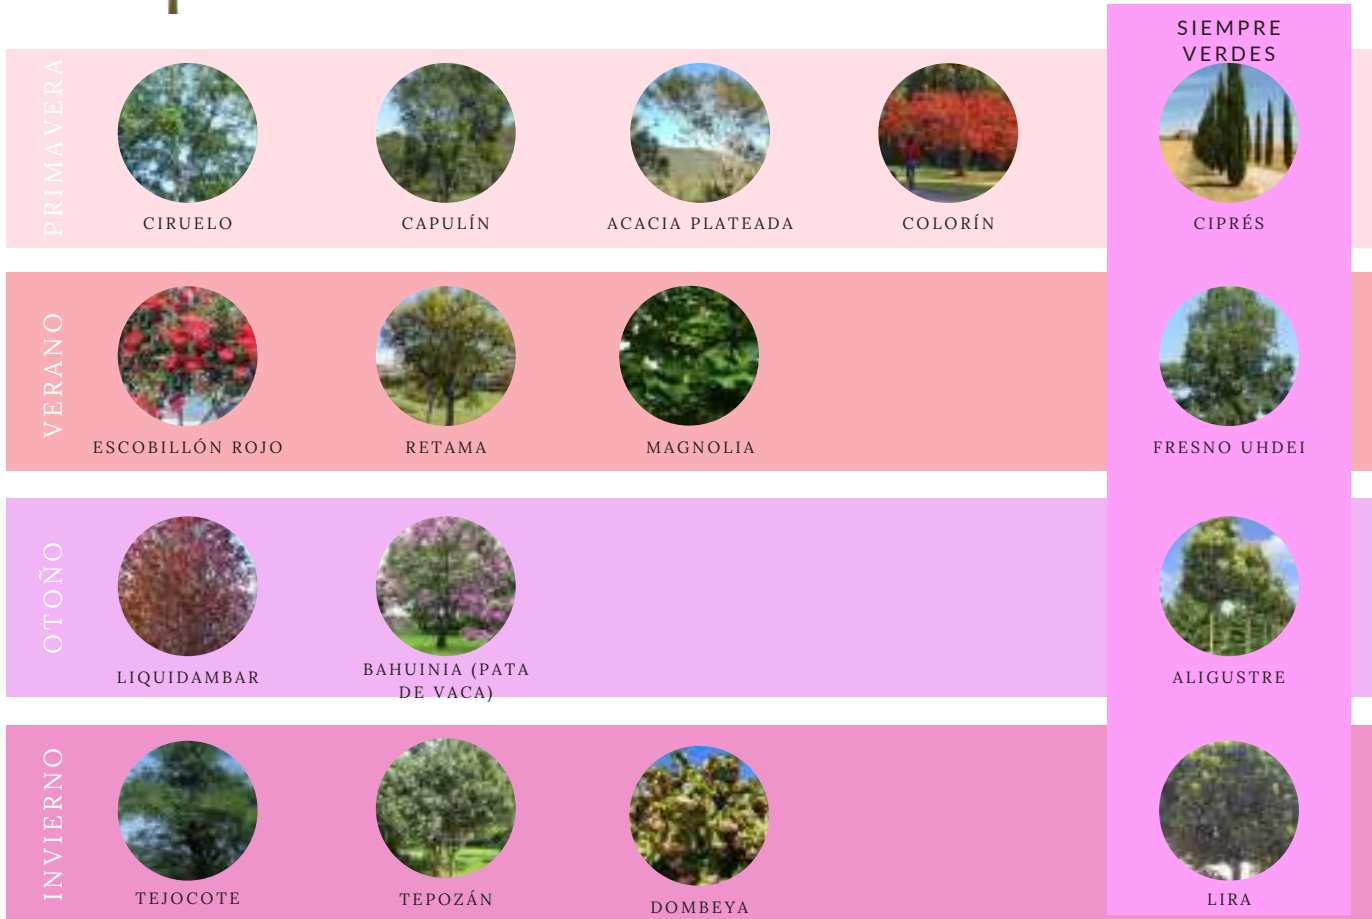 SIEMPRE
VERDES
PRIMAVERA
CIRUELO
CAPULÍN
ACACIA PLATEADA
COLORÍN
CIPRÉS
VERANO
ESCOBILLÓN ROJO
RETAMA
MAGNOLIA
FRESNO UHDEI
OTOÑO
LIQUIDAMBAR
BAHUINIA (PATA
DE VACA)
ALIGUSTRE
INVIERNO
TEJOCOTE
TEPOZÁN
DOMBEYA
LIRA